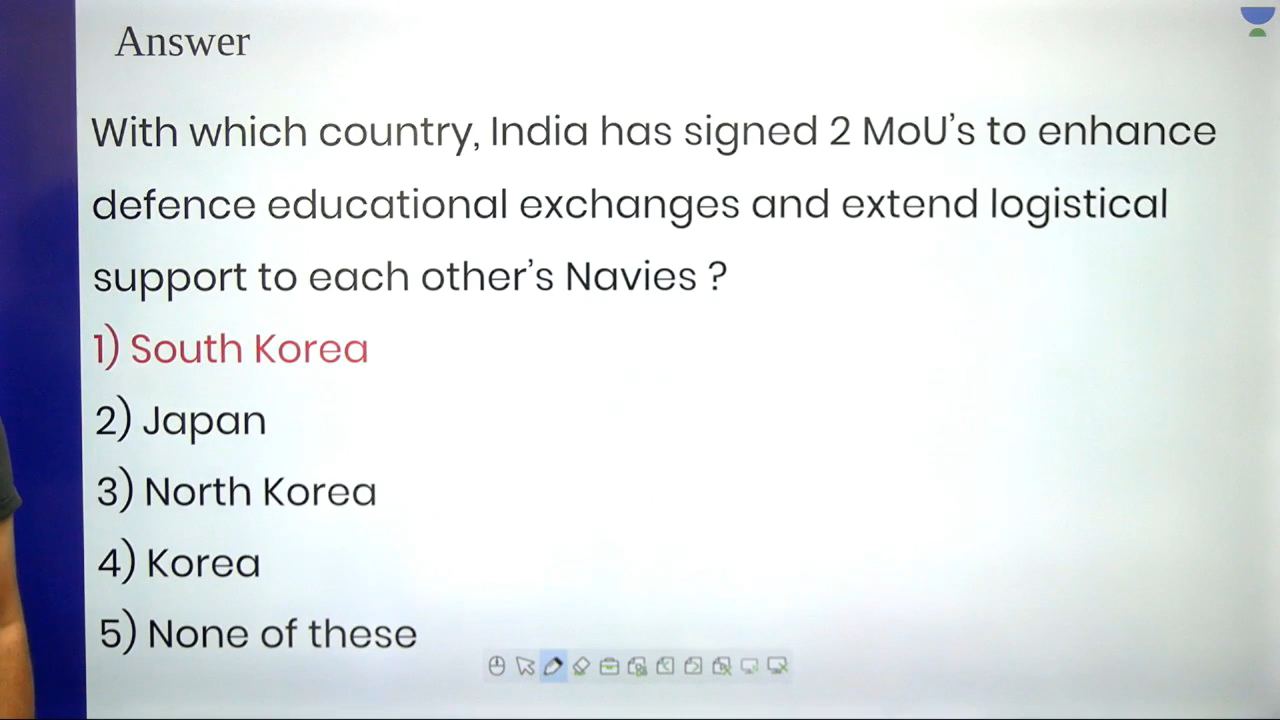 Answer
With which country, India has signed 2 MoU's to enhance
defence educational exchanges and extend logistical
support to each other's Navies ?
1) South Korea
2) Japan
3) North Korea
4) Korea
5) None of these